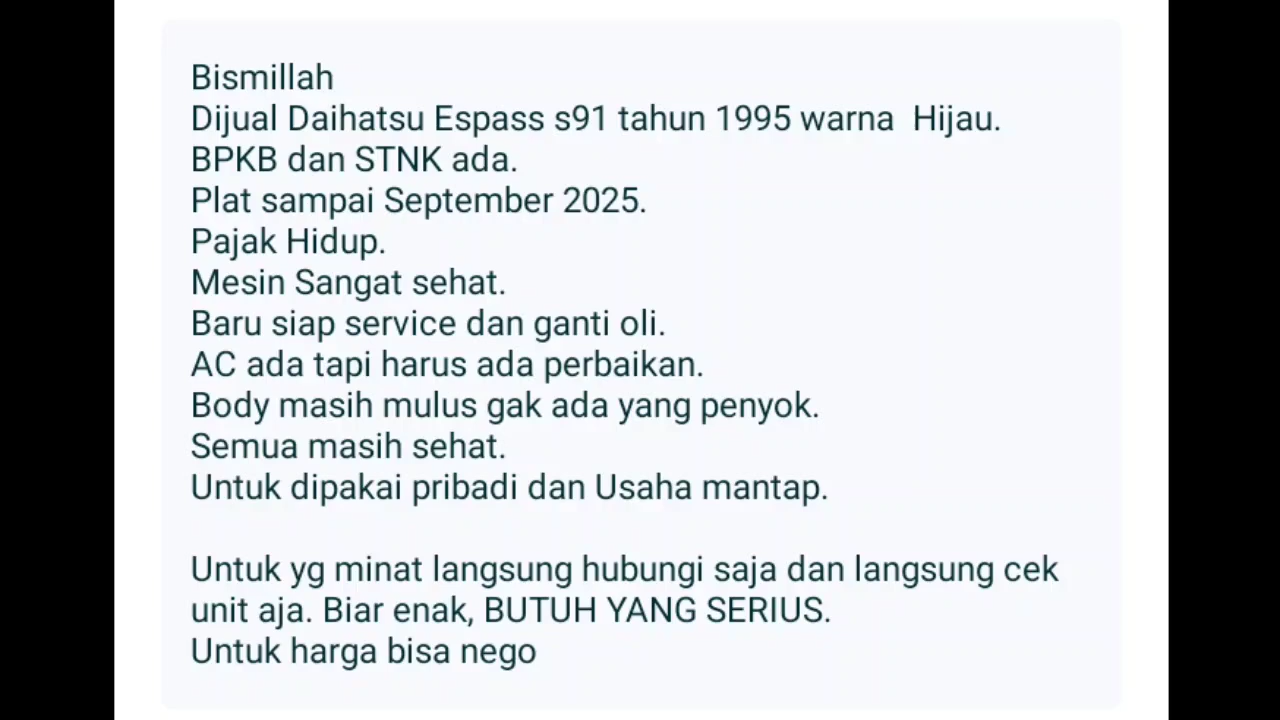 Bismillah
Dijual Daihatsu Espass s91 tahun 1995 warna  Hijau.
BPKB dan STNK ada.
Plat sampai September 2025.
Pajak Hidup.
Mesin Sangat sehat.
Baru siap service dan ganti oli.
AC ada tapi harus ada perbaikan.
Body masih mulus gak ada yang penyok.
Semua masih sehat.
Untuk dipakai pribadi dan Usaha mantap.
Untuk yg minat langsung hubungi saja dan langsung cek
unit aja. Biar enak, BUTUH YANG SERIUS.
Untuk harga bisa nego